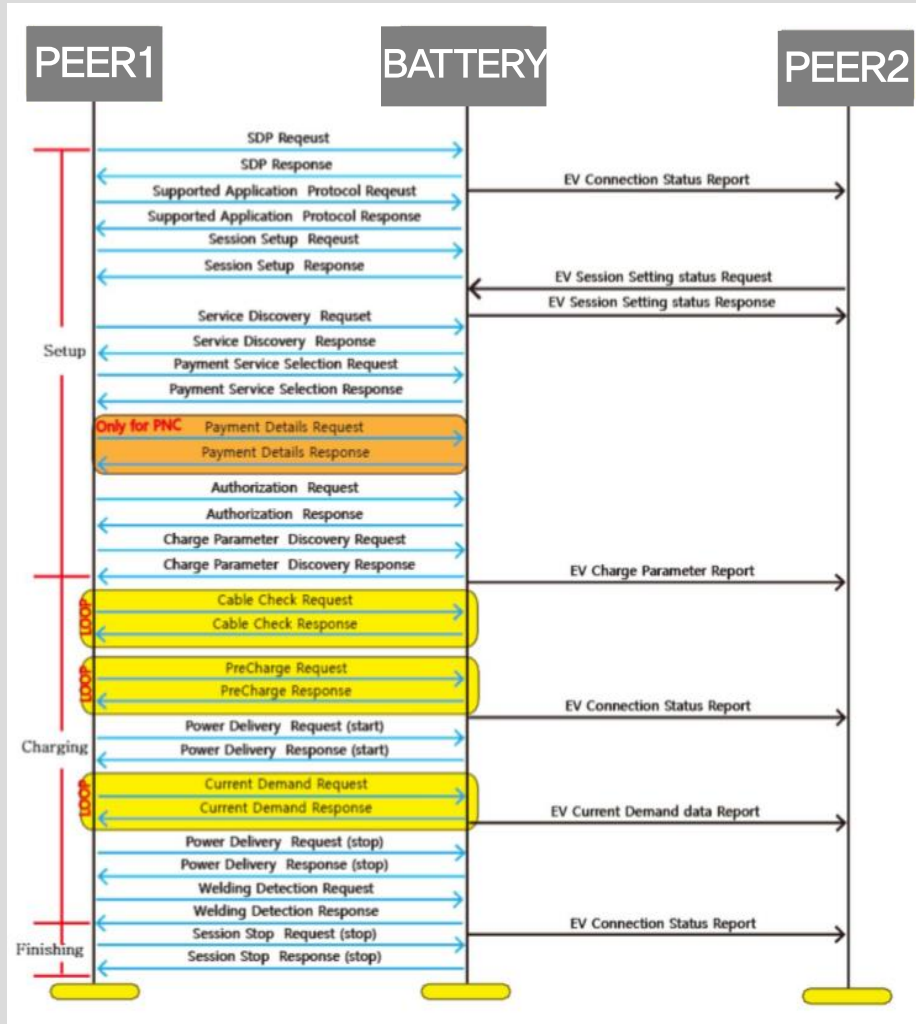 PEER1
BATTERY
PEER2
SDP Reqeust
SDP Response
EV Connection Status Report
Supported Application Protocol Reqeust
Supported Application Protocol Response
Session Setup Reqeust
Session Setup Response
EV Session Setting status Request
EV Session Setting status Response
Service Discovery Requset
Service Discovery Response
Setup
Payment Service Selection Request
Payment Service Selection Response
Only for PNC
Payment Details Request
Payment Details Response
Authorization Request
Authorization Response
Charge Parameter Discovery Request
Charge Parameter Discovery Response
EV Charge Parameter Report
LOOP
Cable Check Request
Cable Check Response
LOOP
PreCharge Request
PreCharge Response
EV Connection Status Report
Power Delivery Request (start)
Charging
Power Delivery Response (start)
LOOP
Current Demand Request
Current Demand Response
EV Current Demand data Report
Power Delivery Request (stop)
Power Delivery Response (stop)
Welding Detection Request
Welding Detection Response
EV Connection Status Report
Session Stop Request (stop)
Finishing
Session Stop Response (stop)